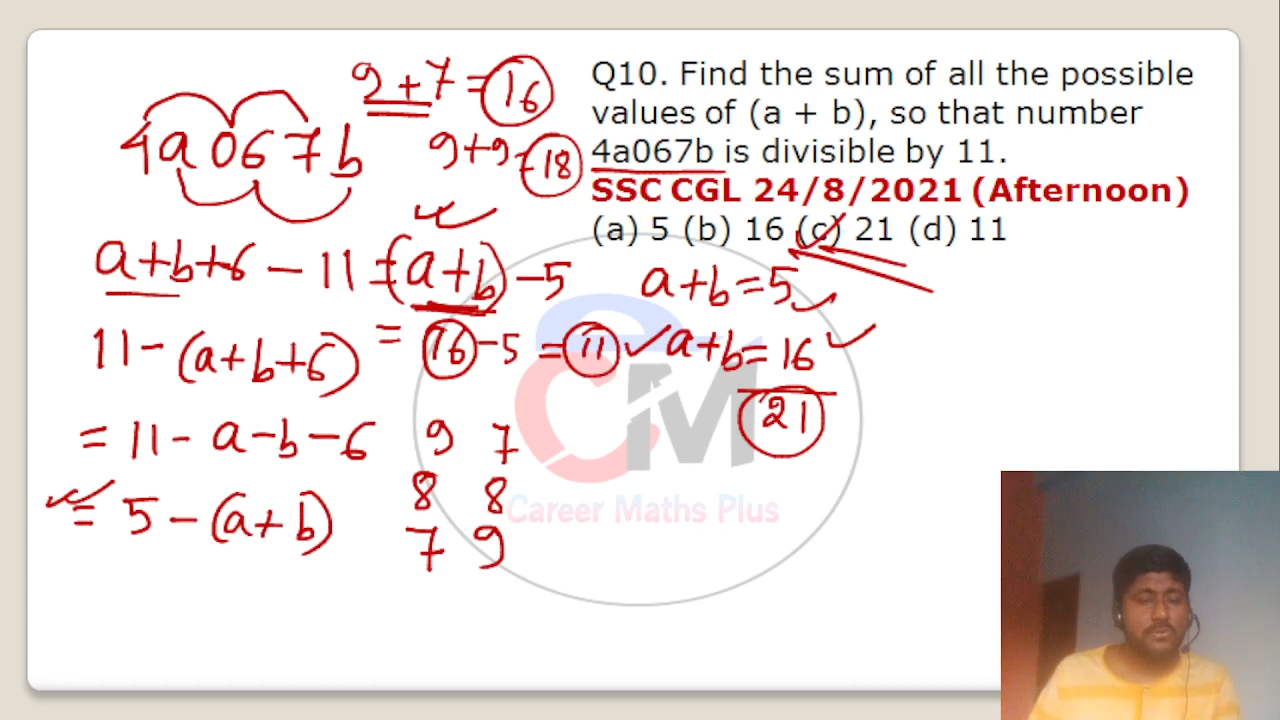 Q10. Find the sum of all the possible
values of (a + b), so that number
4a067b is divisible by 11.
SSC CGL 24/8/2021 (Afternoon)
(a) 5 (b) 16 (c) 21 (d) 11
9+7=16
4a067b
9+9=18
a+b+6-11=(a+b)-5
a+b=5
11-(a+b+6)
=16-5=11
a+b=16
21
=11-a-b-6
9 7
=5-(a+b)
8 8
7 9
CM
Career Maths Plus